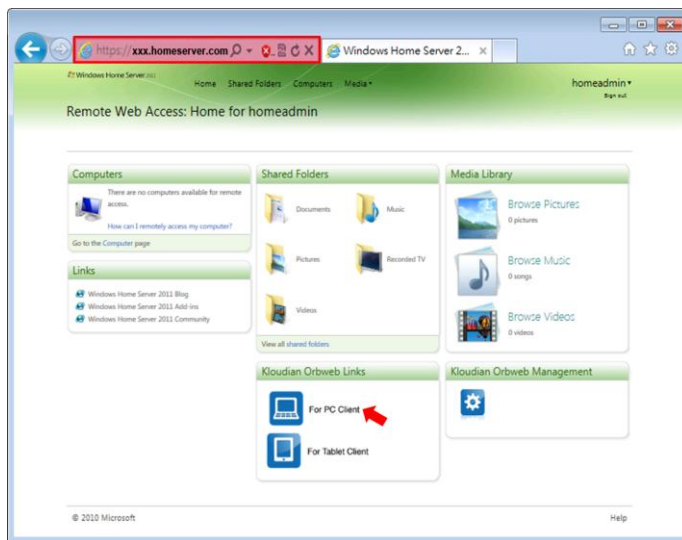 https://xxx.homeserver.com
Windows Home Server 2...
Windows Home Server 2011
Home Shared Folders Computers Media
homeadmin
Sign out
Remote Web Access: Home for homeadmin
Computers
There are no computers available for remote
access.
How can I remotely access my computer?
Go to the Computer page
Links
Windows Home Server 2011 Blog
Windows Home Server 2011 Add-ins
Windows Home Server 2011 Community
Shared Folders
Documents
Music
Pictures
Recorded TV
Videos
View all shared folders
Media Library
Browse Pictures
0 pictures
Browse Music
0 songs
Browse Videos
0 videos
Kloudian Orbweb Links
For PC Client
For Tablet Client
Kloudian Orbweb Management
© 2010 Microsoft
Help